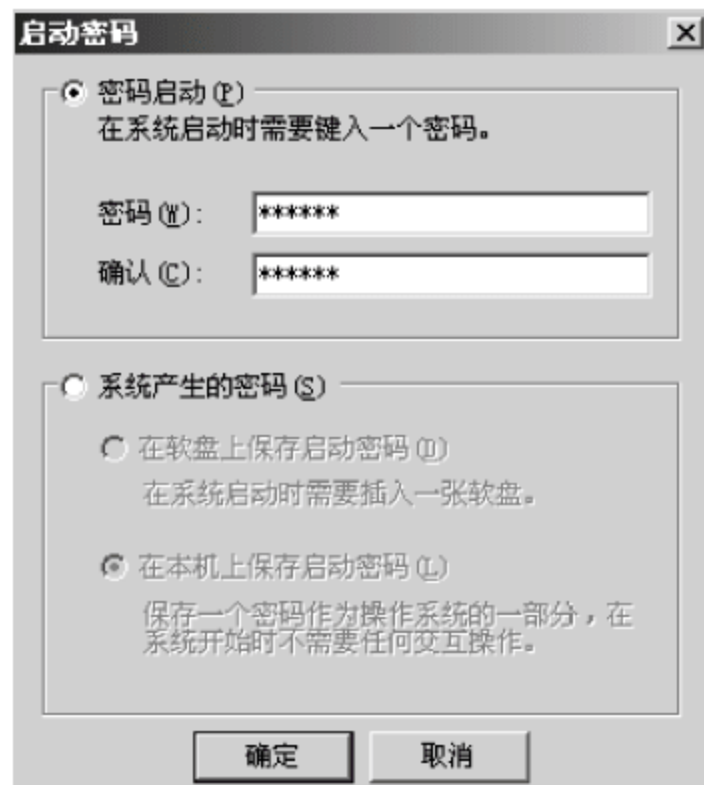 启动密码
密码启动(P)
在系统启动时需要键入一个密码。
密码(W): ******
确认(C): ******
系统产生的密码(S)
在软盘上保存启动密码(D)
在系统启动时需要插入一张软盘。
在本机上保存启动密码(L)
保存一个密码作为操作系统的一部分，在
系统开始时不需要任何交互操作。
确定 取消